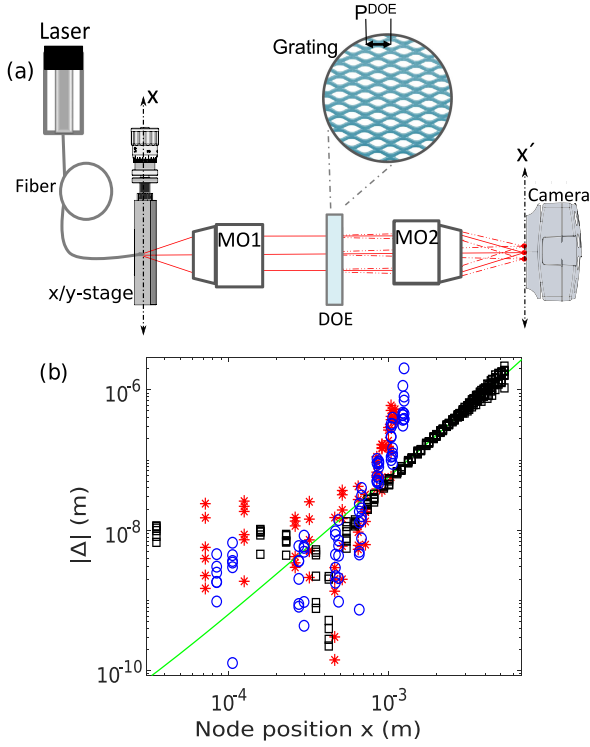 Laser
(a)
P^DOE
Grating
x
x′
Fiber
Camera
MO1
MO2
x/y-stage
DOE
(b)
10^-6
10^-8
10^-10
|Δ| (m)
10^-4
10^-3
Node position x (m)